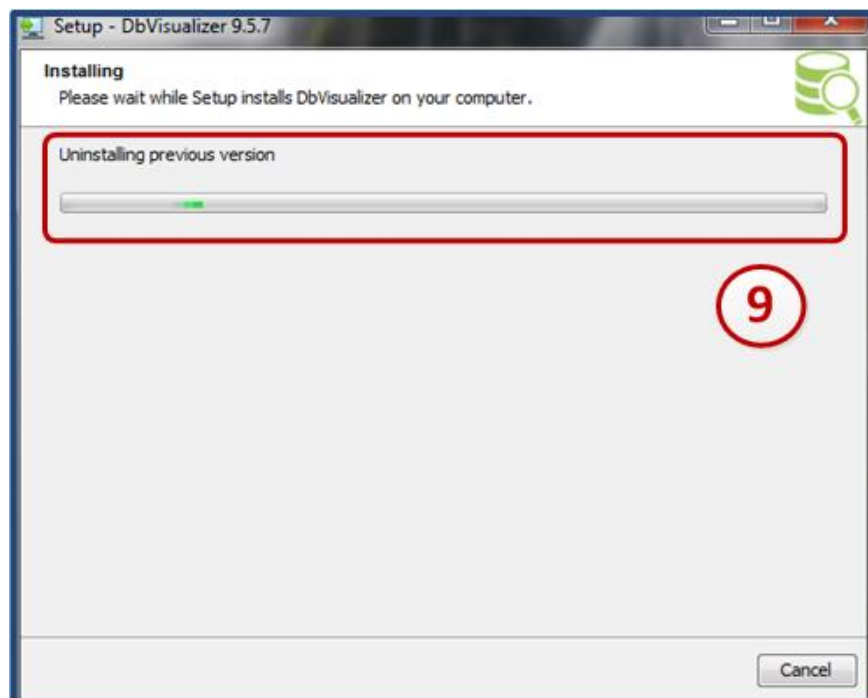 Setup - DbVisualizer 9.5.7
Installing
Please wait while Setup installs DbVisualizer on your computer.
Uninstalling previous version
9
Cancel